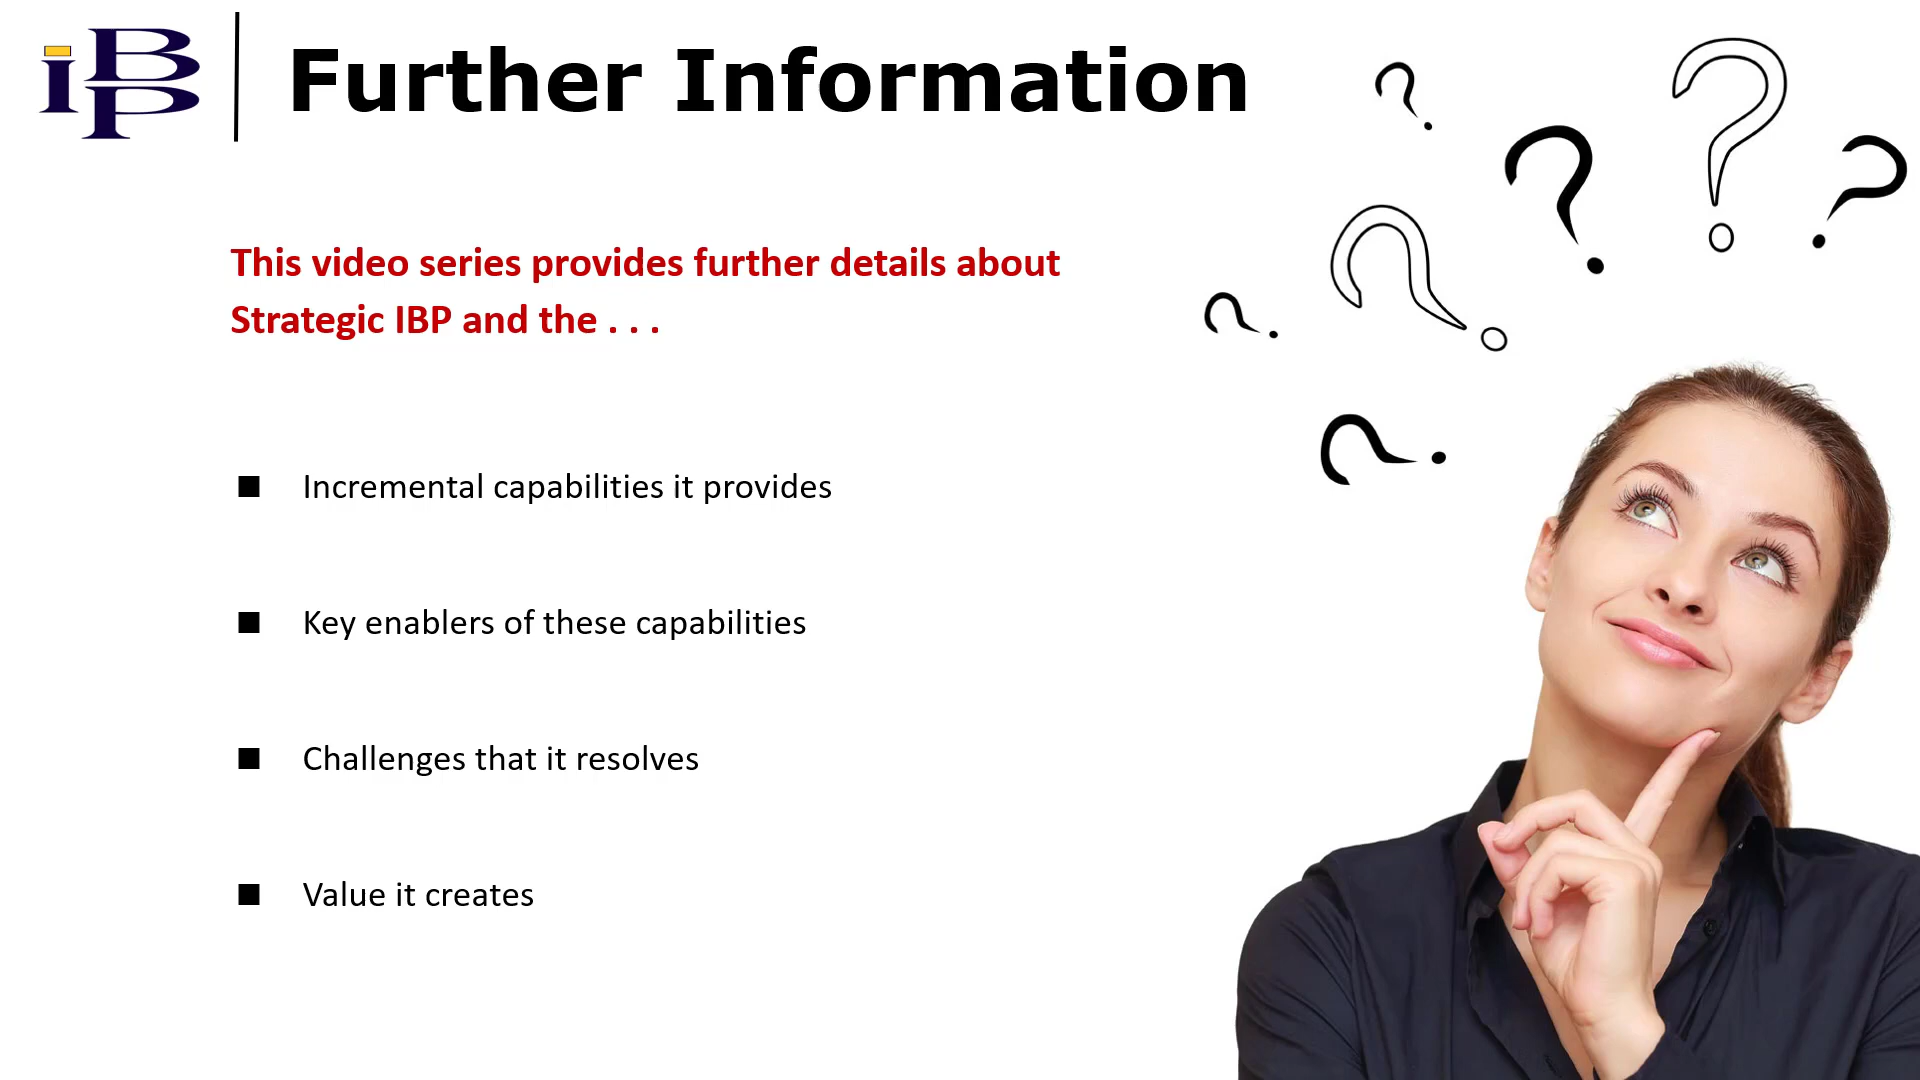 iBP
Further Information
This video series provides further details about
Strategic IBP and the . . .
■ Incremental capabilities it provides
■ Key enablers of these capabilities
■ Challenges that it resolves
■ Value it creates
? ? ? ? ? ? ?